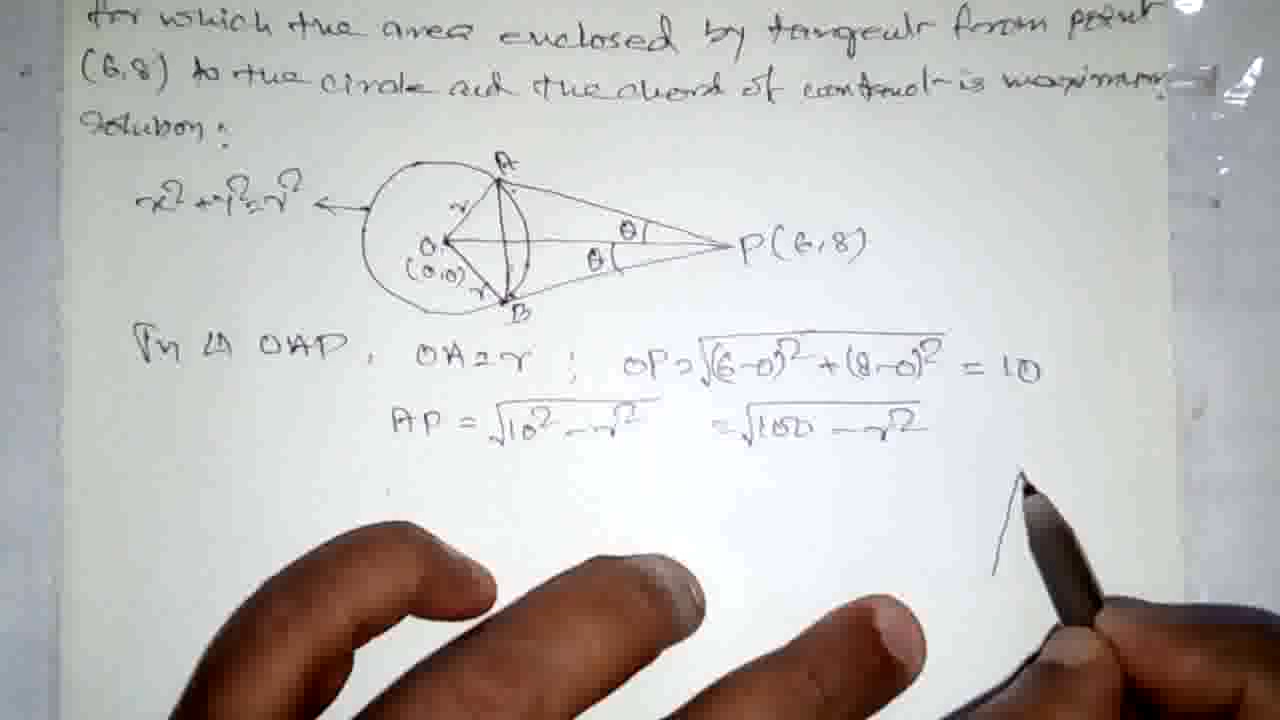 for which the area enclosed by tangent from point
(6,8) to the circle and the chord of contact is maximum.
Solution:
x²+y²=r²
A
r
θ
O
(0,0)
θ
P(6,8)
r
B
In Δ OAP, OA=r ; OP=√(6-0)²+(8-0)² = 10
AP = √10²-r² =√100-r²